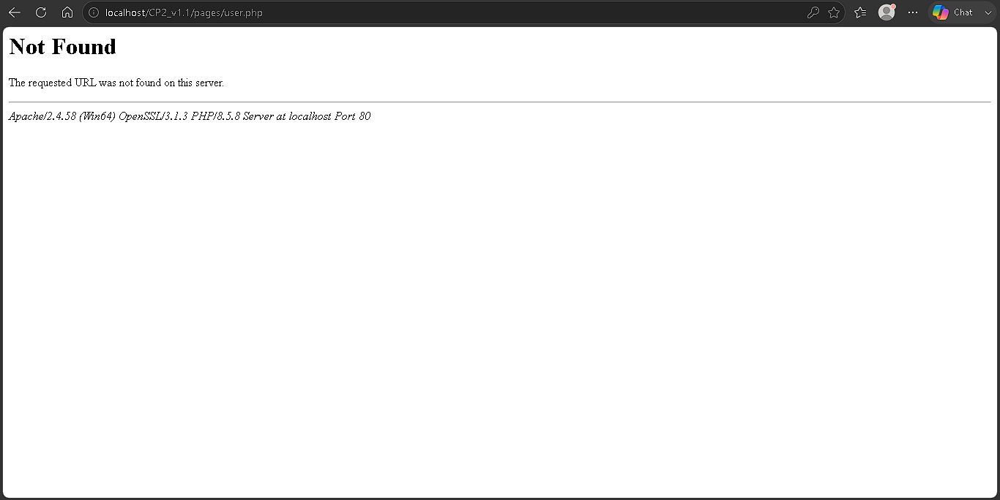 localhost/CP2_v1.1/pages/user.php
Chat
Not Found
The requested URL was not found on this server.
Apache/2.4.58 (Win64) OpenSSL/3.1.3 PHP/8.5.8 Server at localhost Port 80